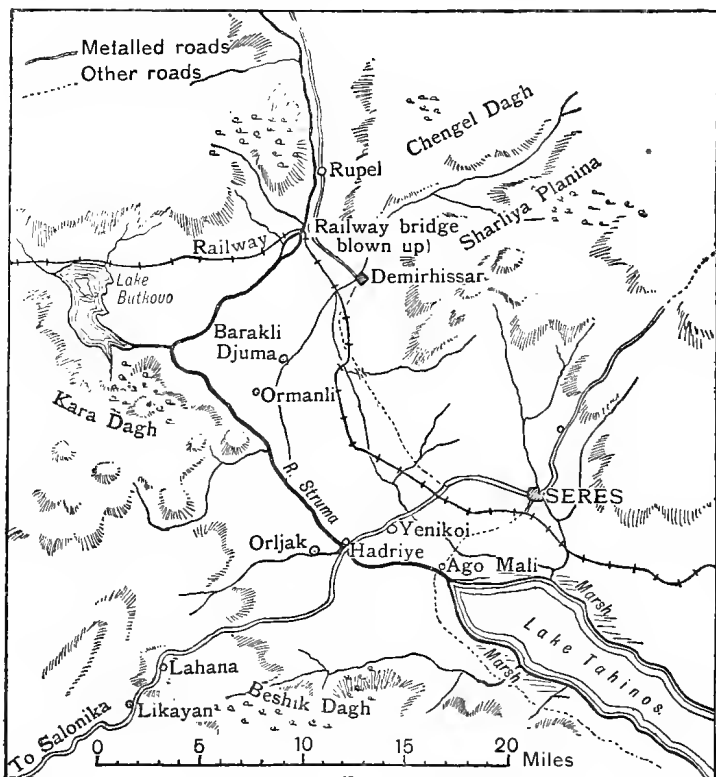 Metalled roads
Other roads
Chengel Dagh
Rupel
Sharliya Planina
Railway
Railway bridge
blown up)
Lake
Butkovo
Demirhissar
Barakli
Djuma
Ormanli
Kara Dagh
R. Struma
SERES
Yenikoi
Orljak
Hadriye
Ago Mali
Marsh
Lake Tahinos
Marsh
Lahana
Beshik Dagh
Likayan
To Salonika
0 5 10 15 20 Miles